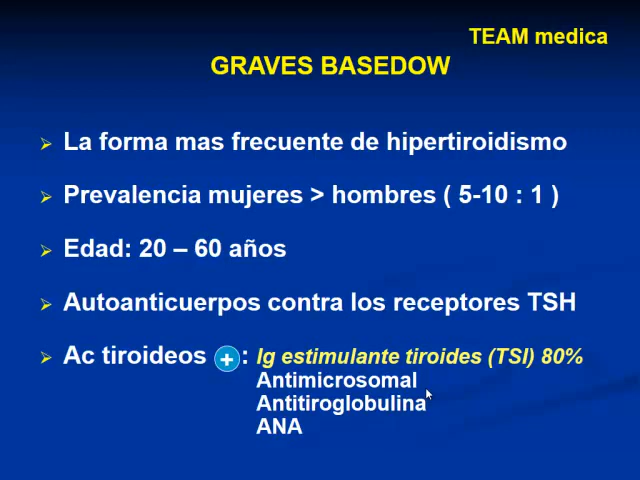 TEAM medica
GRAVES BASEDOW
La forma mas frecuente de hipertiroidismo
Prevalencia mujeres > hombres ( 5-10 : 1 )
Edad: 20 – 60 años
Autoanticuerpos contra los receptores TSH
Ac tiroideos + : Ig estimulante tiroides (TSI) 80%
Antimicrosomal
Antitiroglobulina
ANA